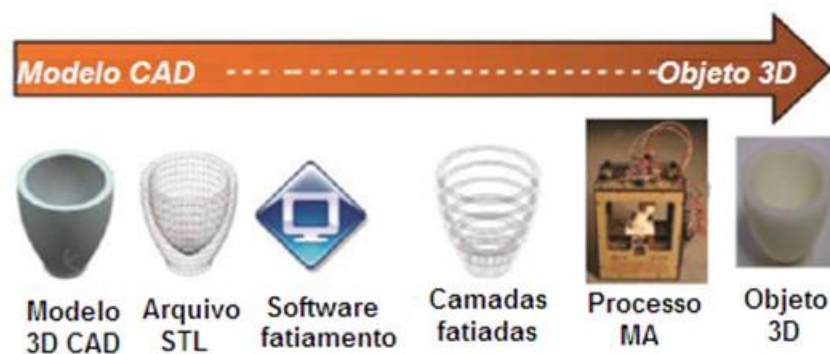 Modelo CAD
Objeto 3D
Modelo
3D CAD
Arquivo
STL
Software
fatiamento
Camadas
fatiadas
Processo
MA
Objeto
3D